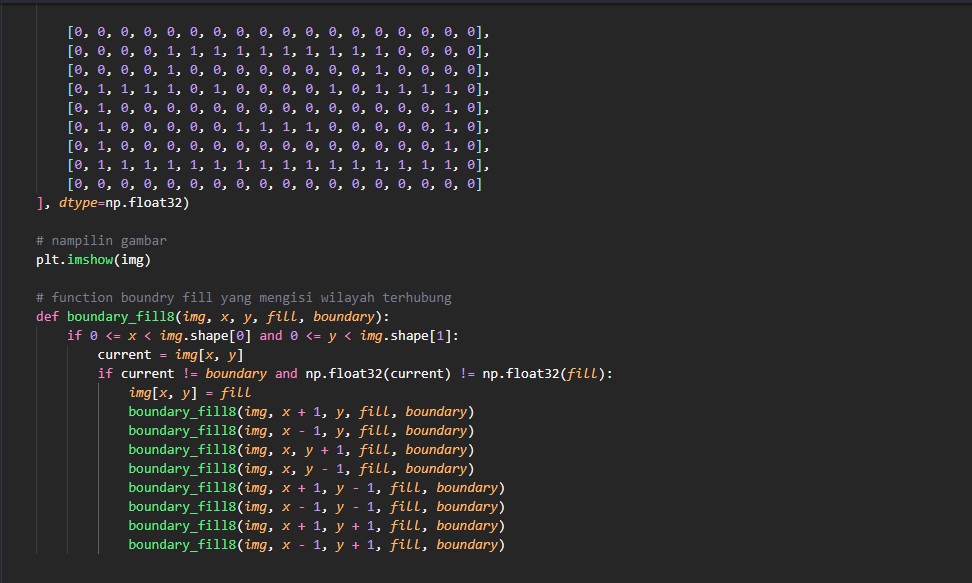 [0, 0, 0, 0, 0, 0, 0, 0, 0, 0, 0, 0, 0, 0, 0, 0, 0, 0],
[0, 0, 0, 0, 1, 1, 1, 1, 1, 1, 1, 1, 1, 1, 0, 0, 0, 0],
[0, 0, 0, 0, 1, 0, 0, 0, 0, 0, 0, 0, 0, 1, 0, 0, 0, 0],
[0, 1, 1, 1, 1, 0, 1, 0, 0, 0, 0, 1, 0, 1, 1, 1, 1, 0],
[0, 1, 0, 0, 0, 0, 0, 0, 0, 0, 0, 0, 0, 0, 0, 0, 1, 0],
[0, 1, 0, 0, 0, 0, 0, 1, 1, 1, 1, 0, 0, 0, 0, 0, 1, 0],
[0, 1, 0, 0, 0, 0, 0, 0, 0, 0, 0, 0, 0, 0, 0, 0, 1, 0],
[0, 1, 1, 1, 1, 1, 1, 1, 1, 1, 1, 1, 1, 1, 1, 1, 1, 0],
[0, 0, 0, 0, 0, 0, 0, 0, 0, 0, 0, 0, 0, 0, 0, 0, 0, 0]
], dtype=np.float32)
# nampilin gambar
plt.imshow(img)
# function boundry fill yang mengisi wilayah terhubung
def boundary_fill8(img, x, y, fill, boundary):
if 0 <= x < img.shape[0] and 0 <= y < img.shape[1]:
current = img[x, y]
if current != boundary and np.float32(current) != np.float32(fill):
img[x, y] = fill
boundary_fill8(img, x + 1, y, fill, boundary)
boundary_fill8(img, x - 1, y, fill, boundary)
boundary_fill8(img, x, y + 1, fill, boundary)
boundary_fill8(img, x, y - 1, fill, boundary)
boundary_fill8(img, x + 1, y - 1, fill, boundary)
boundary_fill8(img, x - 1, y - 1, fill, boundary)
boundary_fill8(img, x + 1, y + 1, fill, boundary)
boundary_fill8(img, x - 1, y + 1, fill, boundary)